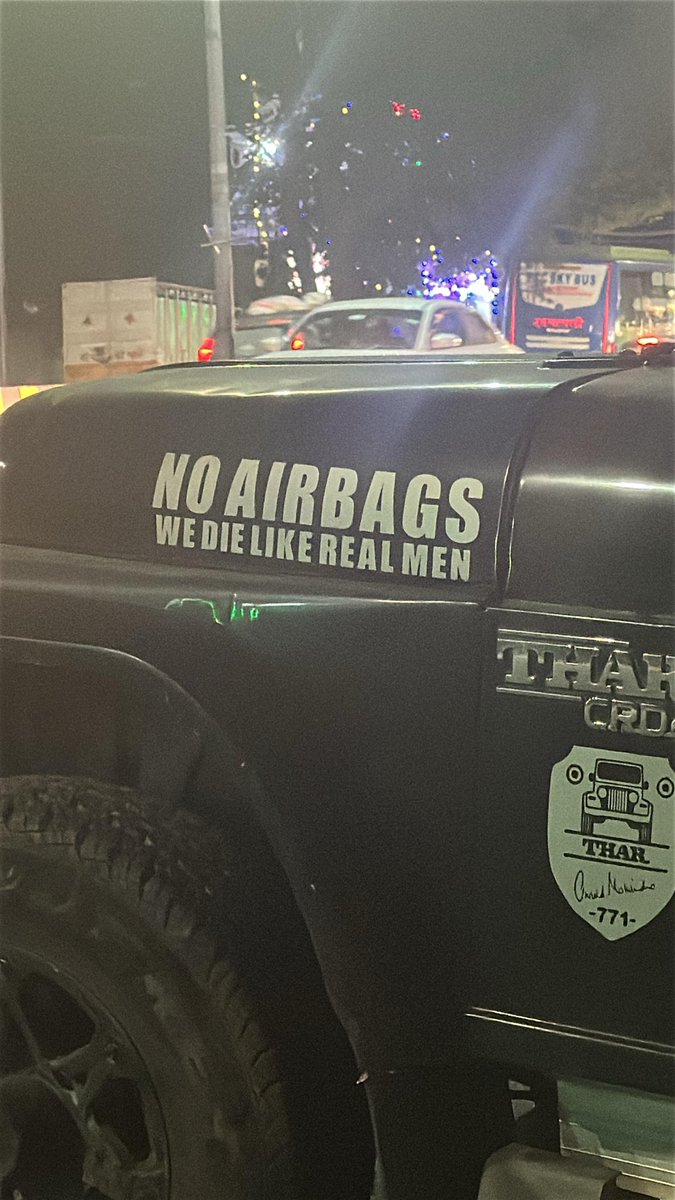 SKY BUS
NO AIRBAGS
WE DIE LIKE REAL MEN
THAR
THAR
-771-